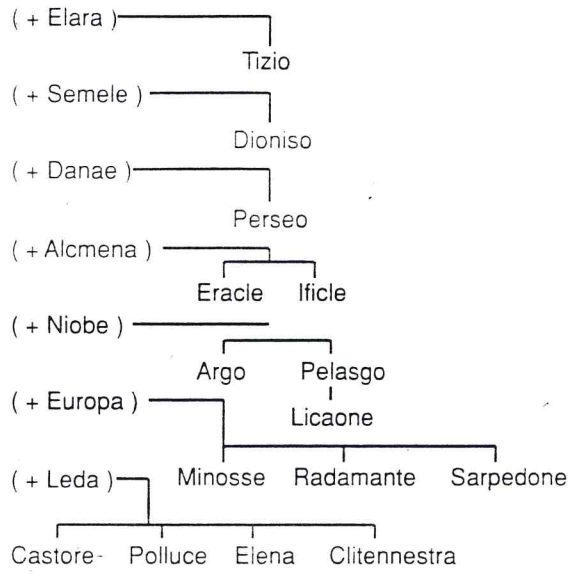 ( + Elara )
Tizio
( + Semele )
Dioniso
( + Danae )
Perseo
( + Alcmena )
Eracle Ificle
( + Niobe )
Argo Pelasgo
( + Europa )
Licaone
Minosse Radamante Sarpedone
( + Leda )
Castore- Polluce Elena Clitennestra